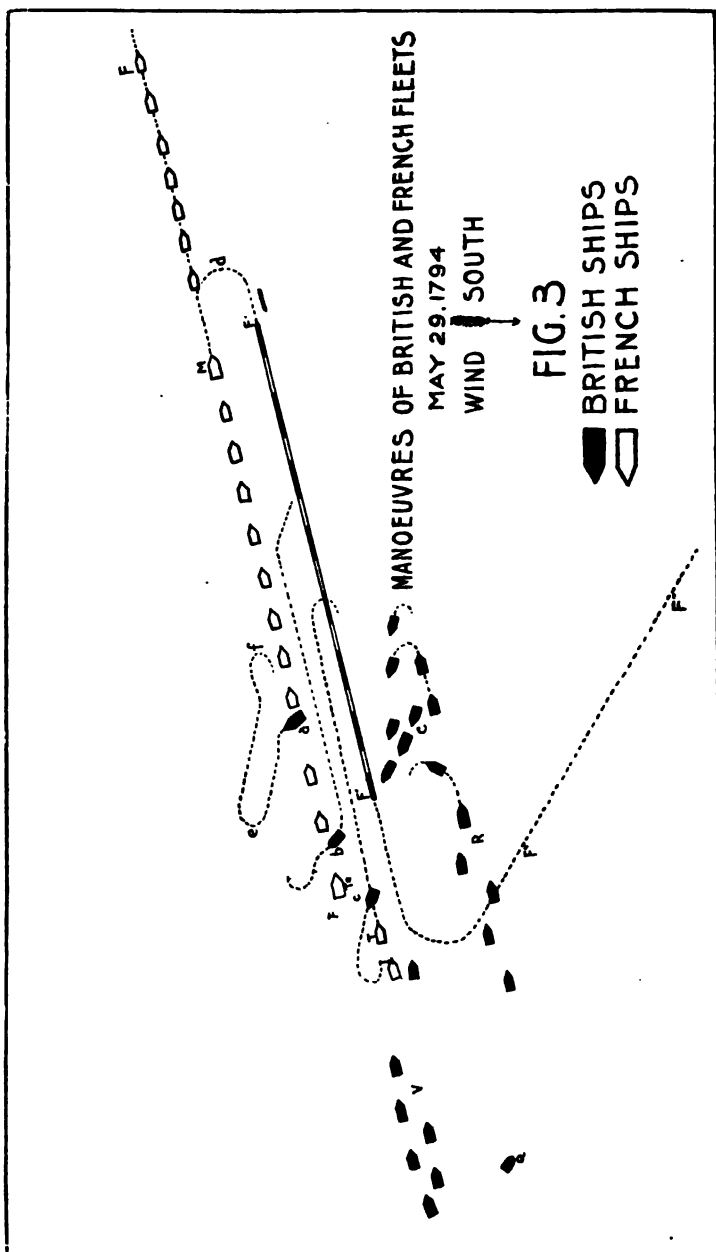 MANOEUVRES OF BRITISH AND FRENCH FLEETS
MAY 29, 1794
WIND SOUTH
FIG. 3
BRITISH SHIPS
FRENCH SHIPS
F
d
M
F
f
a
e
b
F
c
T
F
C
R
F
F
V
Q